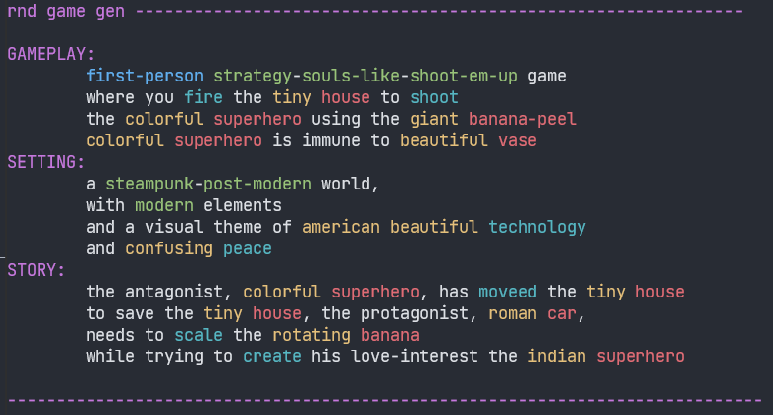 rnd game gen --------------------------------------------------------------
GAMEPLAY:
first-person strategy-souls-like-shoot-em-up game
where you fire the tiny house to shoot
the colorful superhero using the giant banana-peel
colorful superhero is immune to beautiful vase
SETTING:
a steampunk-post-modern world,
with modern elements
and a visual theme of american beautiful technology
and confusing peace
STORY:
the antagonist, colorful superhero, has moveed the tiny house
to save the tiny house, the protagonist, roman car,
needs to scale the rotating banana
while trying to create his love-interest the indian superhero
---------------------------------------------------------------------------